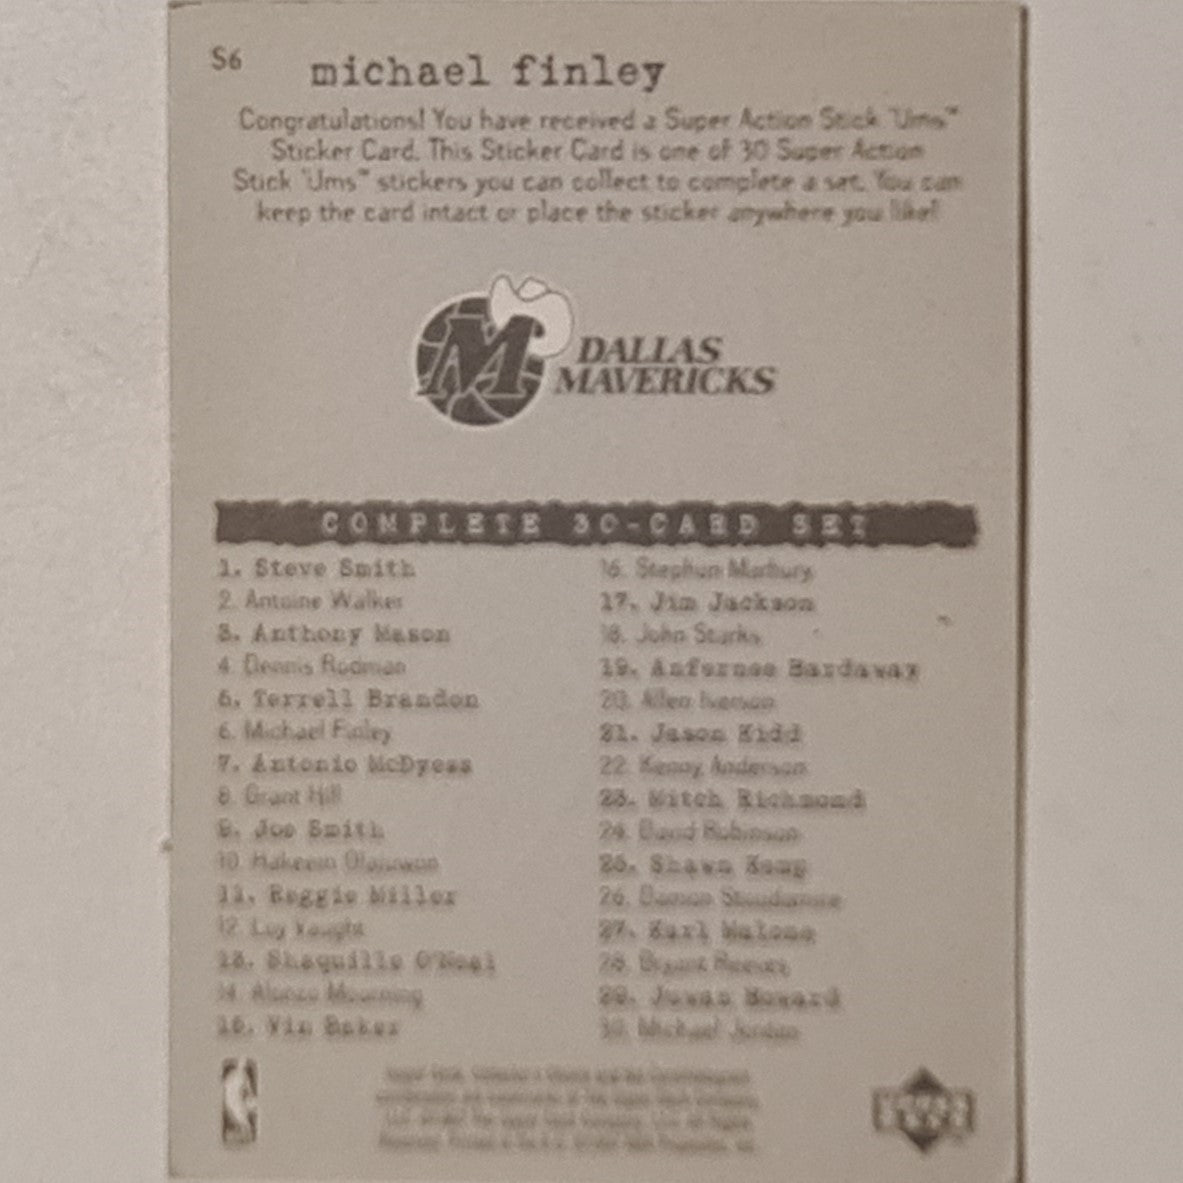 S6
michael finley
Congratulations! You have received a Super Action Stick 'Ums™
Sticker Card. This Sticker Card is one of 30 Super Action
Stick 'Ums™ stickers you can collect to complete a set. You can
keep the card intact or place the sticker anywhere you like!
M
DALLAS
MAVERICKS
COMPLETE 30-CARD SET
1. Steve Smith
2. Antoine Walker
3. Anthony Mason
4. Dennis Rodman
5. Terrell Brandon
6. Michael Finley
7. Antonio McDyess
8. Grant Hill
9. Joe Smith
10. Hakeem Olajuwon
11. Reggie Miller
12. Loy Vaught
13. Shaquille O'Neal
14. Alonzo Mourning
15. Vin Baker
16. Stephon Marbury
17. Jim Jackson
18. John Starks
19. Anfernee Hardaway
20. Allen Iverson
21. Jason Kidd
22. Kenny Anderson
23. Mitch Richmond
24. David Robinson
25. Shawn Kemp
26. Damon Stoudamire
27. Karl Malone
28. Bryant Reeves
29. Juwan Howard
30. Michael Jordan
UPPER DECK